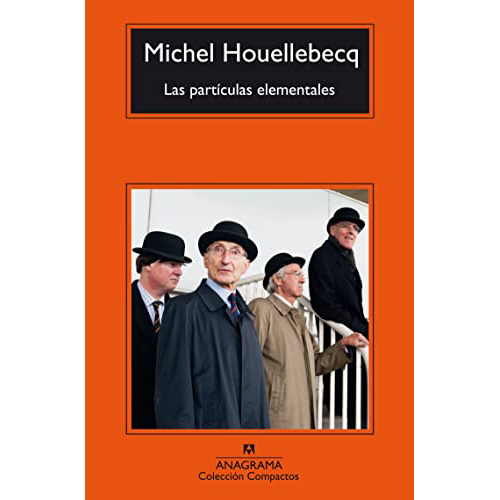 Michel Houellebecq
Las partículas elementales
ANAGRAMA
Colección Compactos